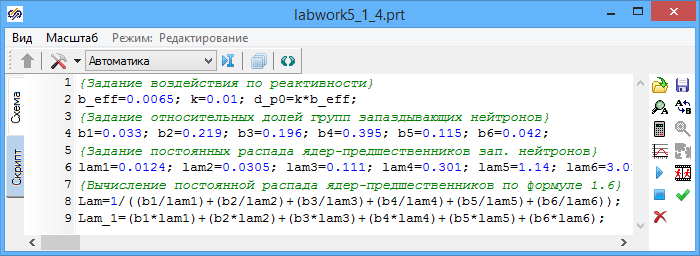 labwork5_1_4.prt
Вид Масштаб Режим: Редактирование
Автоматика
Схема
Скрипт
1 {Задание воздействия по реактивности}
2 b_eff=0.0065; k=0.01; d_p0=k*b_eff;
3 {Задание относительных долей групп запаздывающих нейтронов}
4 b1=0.033; b2=0.219; b3=0.196; b4=0.395; b5=0.115; b6=0.042;
5 {Задание постоянных распада ядер-предшественников зап. нейтронов}
6 lam1=0.0124; lam2=0.0305; lam3=0.111; lam4=0.301; lam5=1.14; lam6=3.0
7 {Вычисление постоянной распада ядер-предшественников по формуле 1.6}
8 Lam=1/((b1/lam1)+(b2/lam2)+(b3/lam3)+(b4/lam4)+(b5/lam5)+(b6/lam6));
9 Lam_1=(b1*lam1)+(b2*lam2)+(b3*lam3)+(b4*lam4)+(b5*lam5)+(b6*lam6);